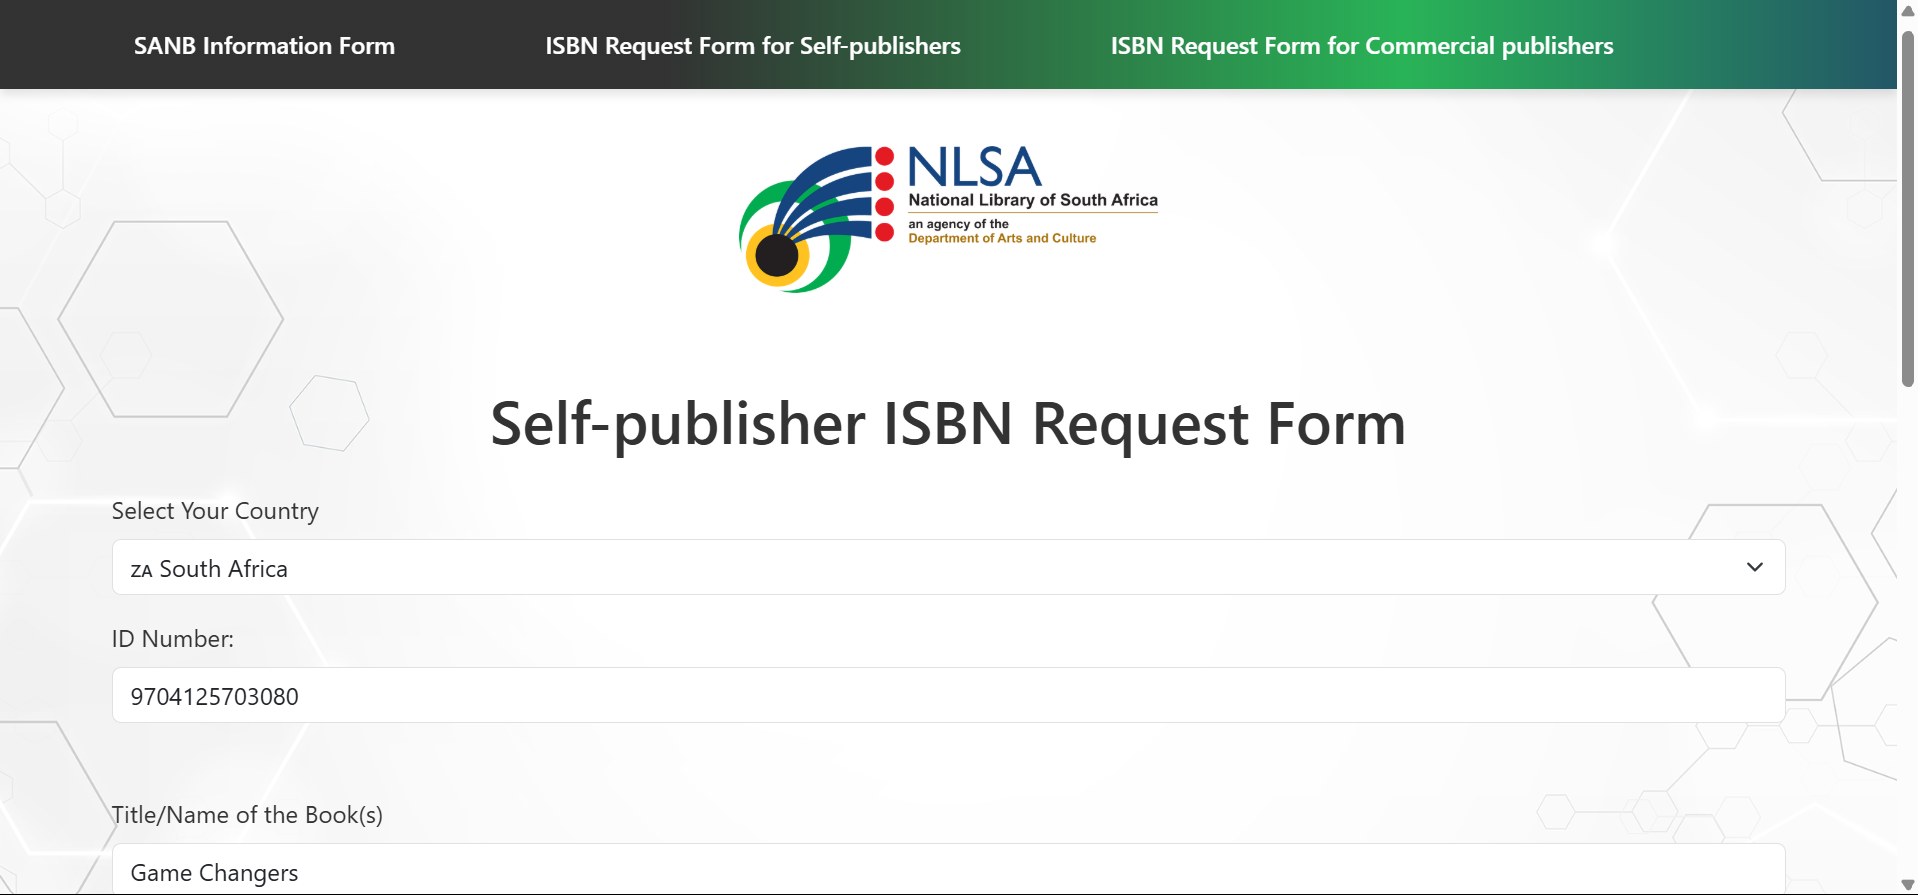 SANB Information Form
ISBN Request Form for Self-publishers
ISBN Request Form for Commercial publishers
NLSA
National Library of South Africa
an agency of the
Department of Arts and Culture
Self-publisher ISBN Request Form
Select Your Country
ZA South Africa
ID Number:
9704125703080
Title/Name of the Book(s)
Game Changers